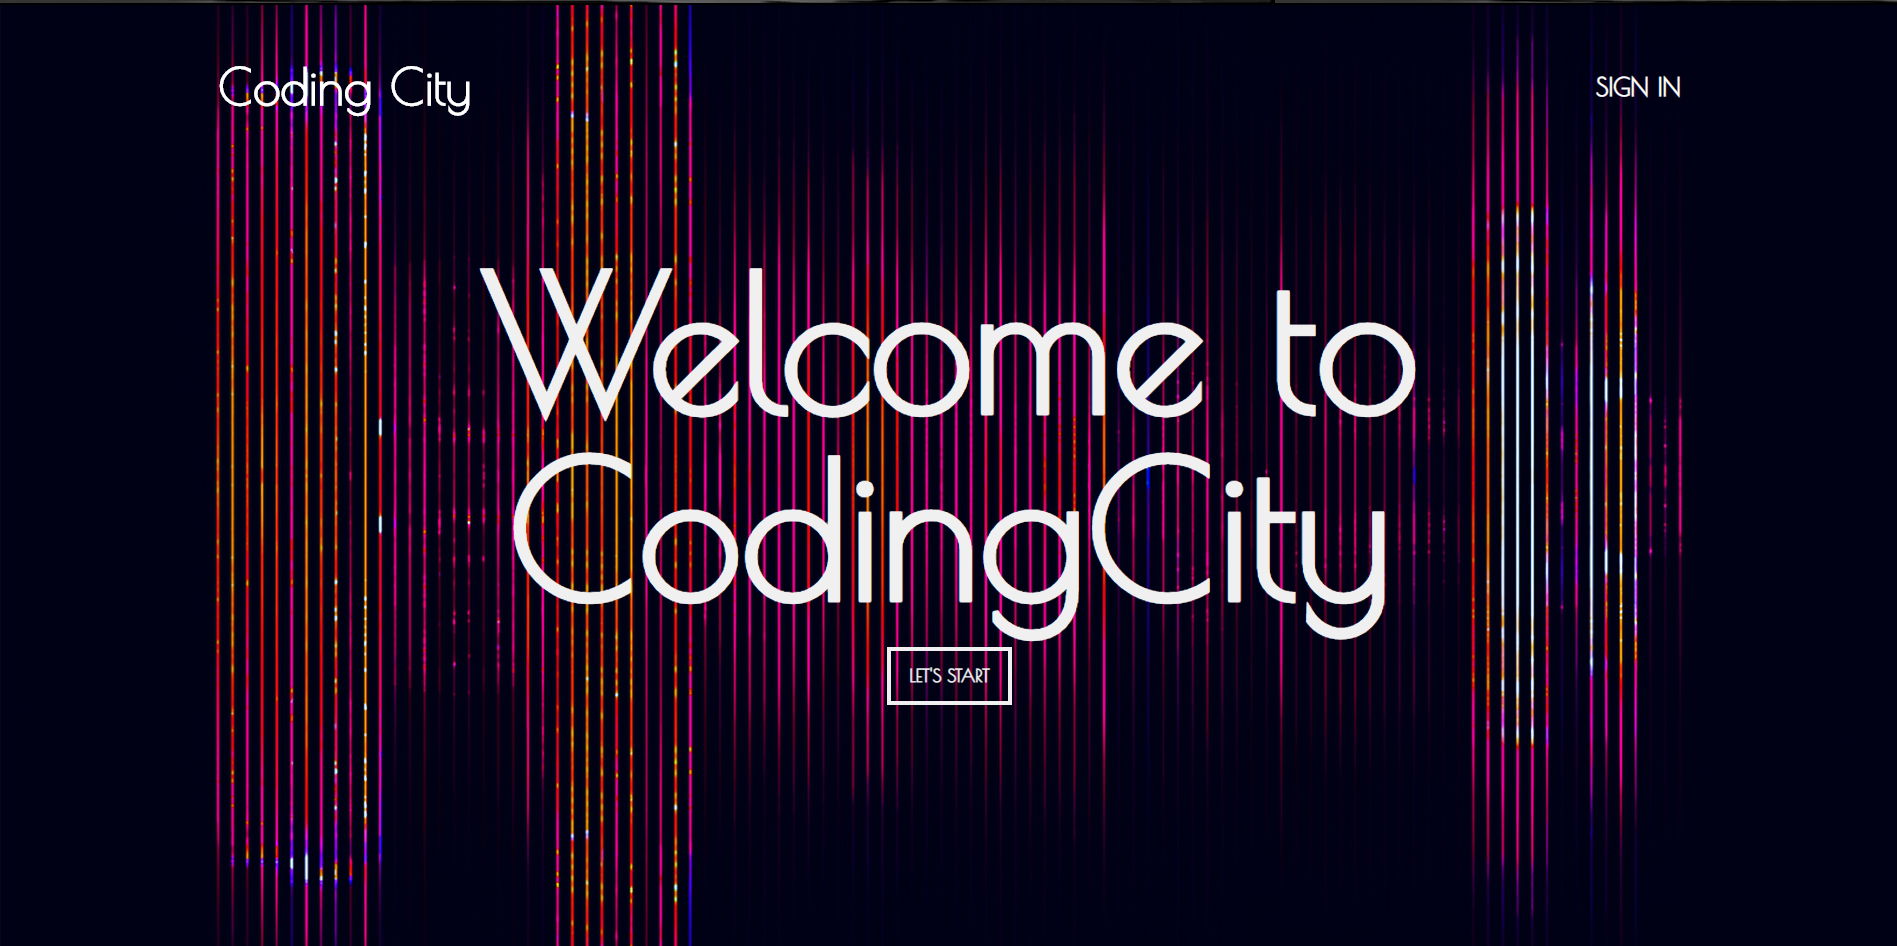 Coding City
SIGN IN
Welcome to
CodingCity
LET'S START